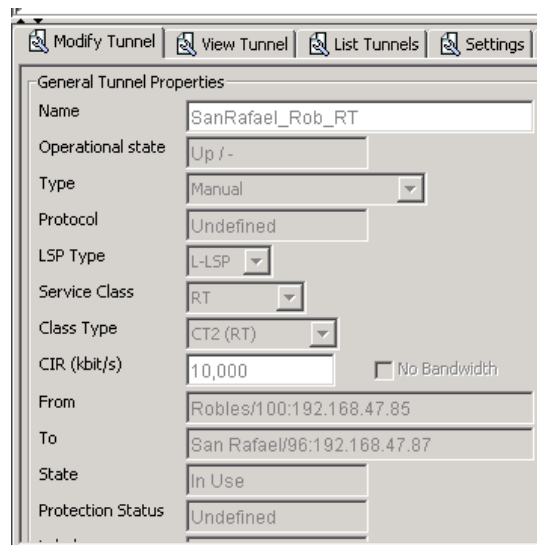 Modify Tunnel View Tunnel List Tunnels Settings
General Tunnel Properties
Name SanRafael_Rob_RT
Operational state Up / -
Type Manual
Protocol Undefined
LSP Type L-LSP
Service Class RT
Class Type CT2 (RT)
CIR (kbit/s) 10,000 No Bandwidth
From Robles/100:192.168.47.85
To San Rafael/96:192.168.47.87
State In Use
Protection Status Undefined